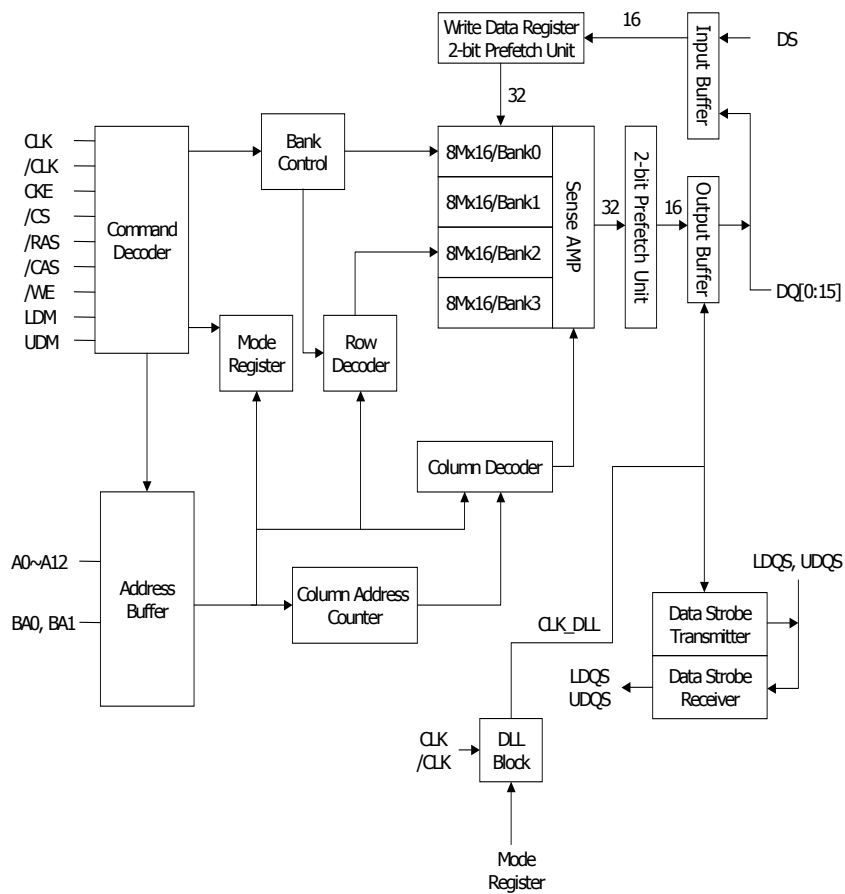 Write Data Register
2-bit Prefetch Unit
16
Input Buffer
DS
32
CLK
/CLK
CKE
/CS
/RAS
/CAS
/WE
LDM
UDM
Command
Decoder
Bank
Control
8Mx16/Bank0
8Mx16/Bank1
8Mx16/Bank2
8Mx16/Bank3
Sense AMP
32
2-bit Prefetch Unit
16
Output Buffer
DQ[0:15]
Mode
Register
Row
Decoder
Column Decoder
A0~A12
BA0, BA1
Address
Buffer
Column Address
Counter
LDQS, UDQS
CLK_DLL
Data Strobe
Transmitter
Data Strobe
Receiver
LDQS
UDQS
CLK
/CLK
DLL
Block
Mode
Register